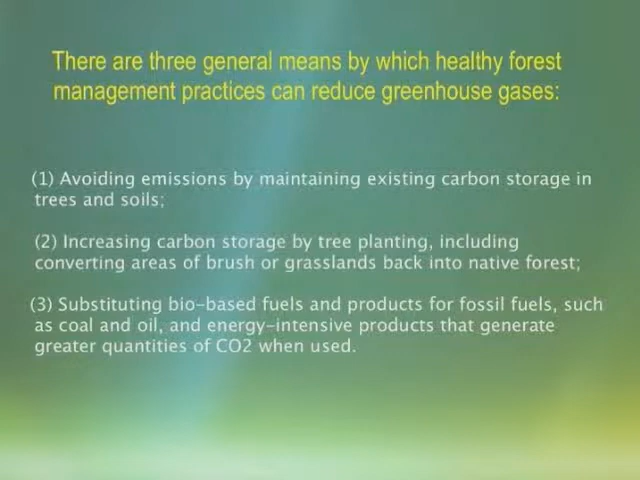 There are three general means by which healthy forest
management practices can reduce greenhouse gases:
(1) Avoiding emissions by maintaining existing carbon storage in
trees and soils;
(2) Increasing carbon storage by tree planting, including
converting areas of brush or grasslands back into native forest;
(3) Substituting bio-based fuels and products for fossil fuels, such
as coal and oil, and energy-intensive products that generate
greater quantities of CO2 when used.